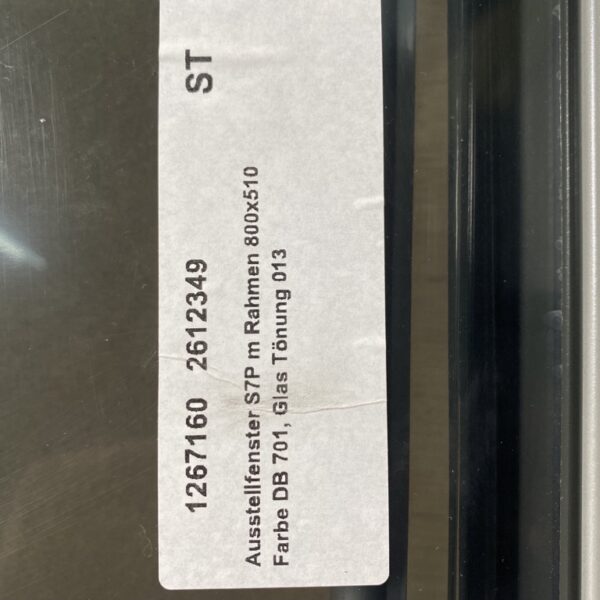 1267160 2612349 ST
Ausstellfenster S7P m Rahmen 800x510
Farbe DB 701, Glas Tönung 013